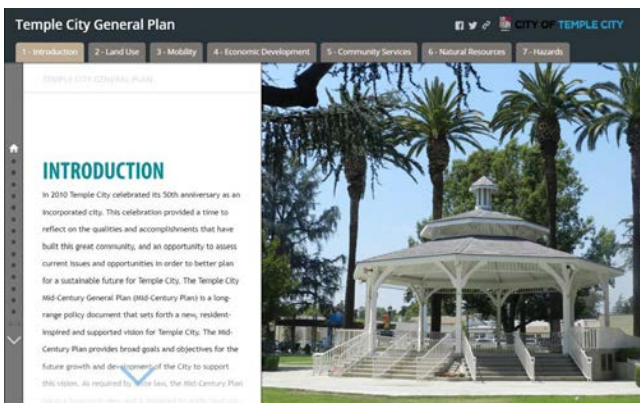 Temple City General Plan
CITY OF TEMPLE CITY
1 - Introduction 2 - Land Use 3 - Mobility 4 - Economic Development 5 - Community Services 6 - Natural Resources 7 - Hazards
TEMPLE CITY GENERAL PLAN
INTRODUCTION
In 2010 Temple City celebrated its 50th anniversary as an
incorporated city. This celebration provided a time to
reflect on the qualities and accomplishments that have
built this great community, and an opportunity to assess
current issues and opportunities in order to better plan
for a sustainable future for Temple City. The Temple City
Mid-Century General Plan (Mid-Century Plan) is a long-
range policy document that sets forth a new, resident-
inspired and supported vision for Temple City. The Mid-
Century Plan provides broad goals and objectives for the
future growth and development of the City to support
this vision. As required by state law, the Mid-Century Plan